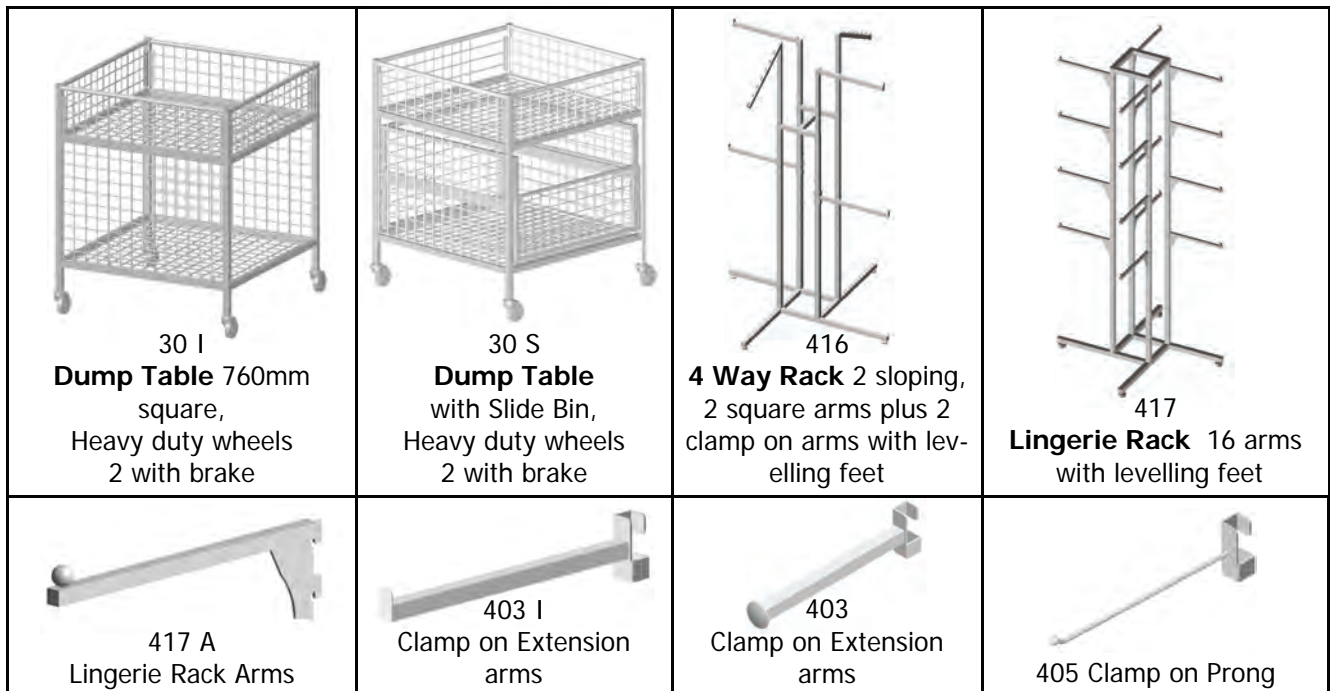 30 I
Dump Table 760mm
square,
Heavy duty wheels
2 with brake
30 S
Dump Table
with Slide Bin,
Heavy duty wheels
2 with brake
416
4 Way Rack 2 sloping,
2 square arms plus 2
clamp on arms with lev-
elling feet
417
Lingerie Rack 16 arms
with levelling feet
417 A
Lingerie Rack Arms
403 I
Clamp on Extension
arms
403
Clamp on Extension
arms
405 Clamp on Prong